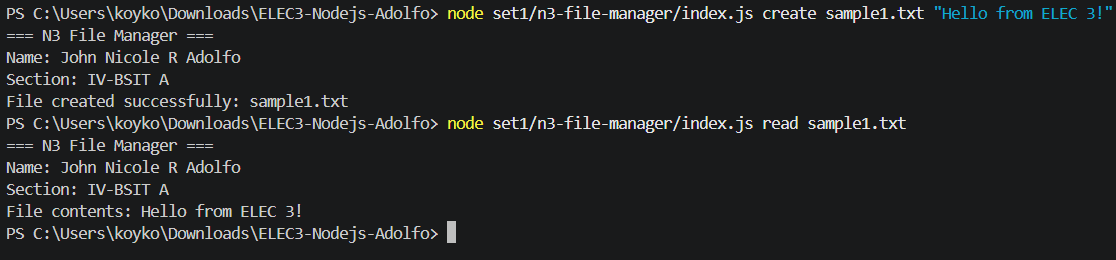 PS C:\Users\koyko\Downloads\ELEC3-Nodejs-Adolfo> node set1/n3-file-manager/index.js create sample1.txt "Hello from ELEC 3!"
=== N3 File Manager ===
Name: John Nicole R Adolfo
Section: IV-BSIT A
File created successfully: sample1.txt
PS C:\Users\koyko\Downloads\ELEC3-Nodejs-Adolfo> node set1/n3-file-manager/index.js read sample1.txt
=== N3 File Manager ===
Name: John Nicole R Adolfo
Section: IV-BSIT A
File contents: Hello from ELEC 3!
PS C:\Users\koyko\Downloads\ELEC3-Nodejs-Adolfo>